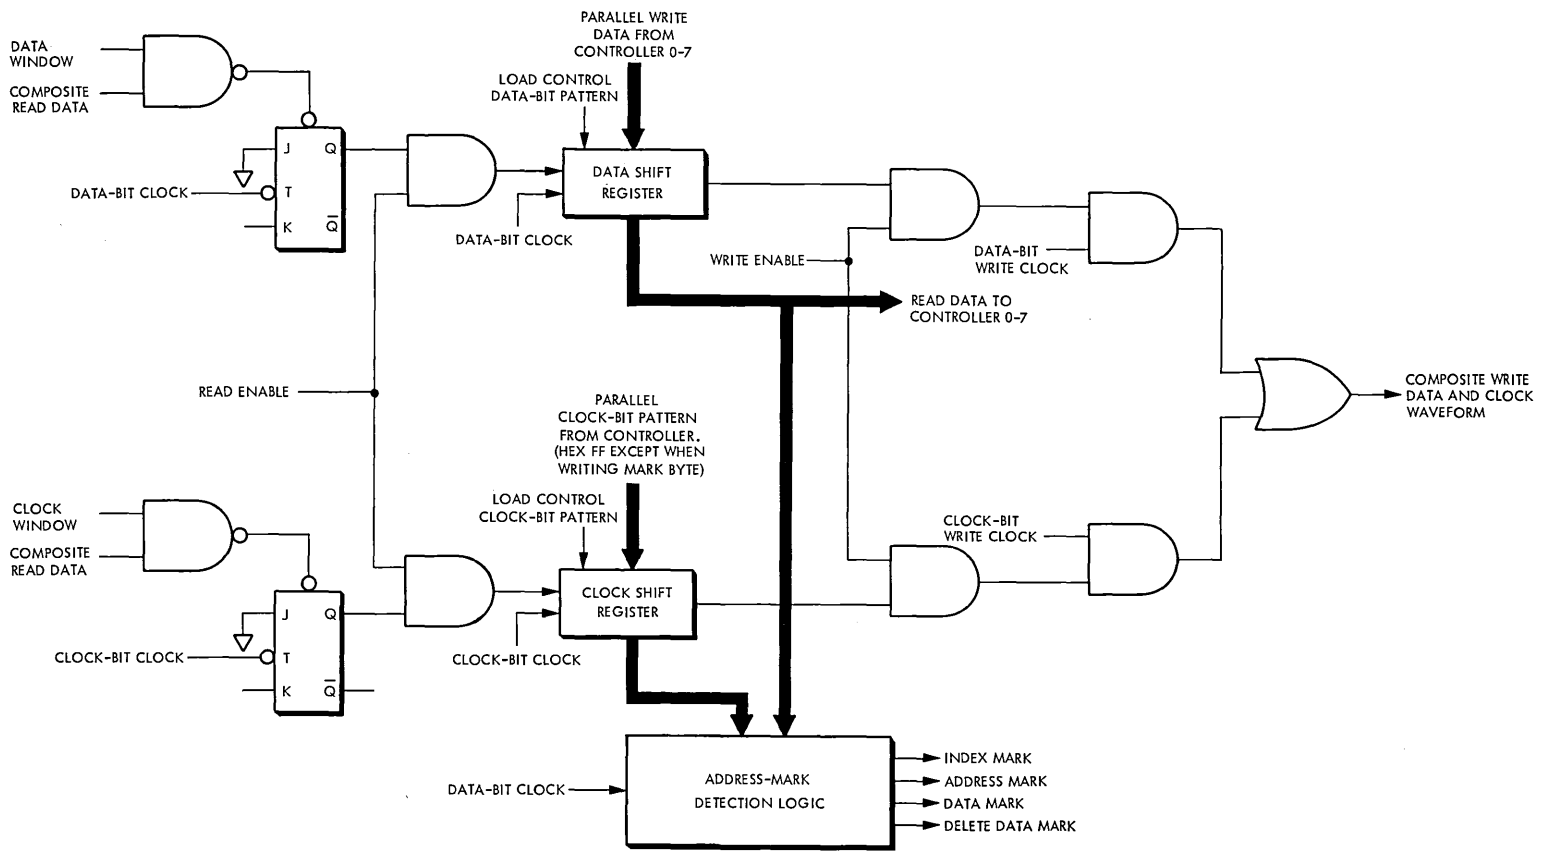 PARALLEL WRITE
DATA FROM
CONTROLLER 0-7
DATA
WINDOW
COMPOSITE
READ DATA
LOAD CONTROL
DATA-BIT PATTERN
J
Q
T
K
Q̅
DATA-BIT CLOCK
DATA SHIFT
REGISTER
DATA-BIT CLOCK
WRITE ENABLE
DATA-BIT
WRITE CLOCK
READ DATA TO
CONTROLLER 0-7
READ ENABLE
COMPOSITE WRITE
DATA AND CLOCK
WAVEFORM
PARALLEL
CLOCK-BIT PATTERN
FROM CONTROLLER.
(HEX FF EXCEPT WHEN
WRITING MARK BYTE)
LOAD CONTROL
CLOCK-BIT PATTERN
CLOCK
WINDOW
COMPOSITE
READ DATA
CLOCK-BIT
WRITE CLOCK
J
Q
T
K
Q̅
CLOCK-BIT CLOCK
CLOCK SHIFT
REGISTER
CLOCK-BIT CLOCK
DATA-BIT CLOCK
ADDRESS-MARK
DETECTION LOGIC
INDEX MARK
ADDRESS MARK
DATA MARK
DELETE DATA MARK